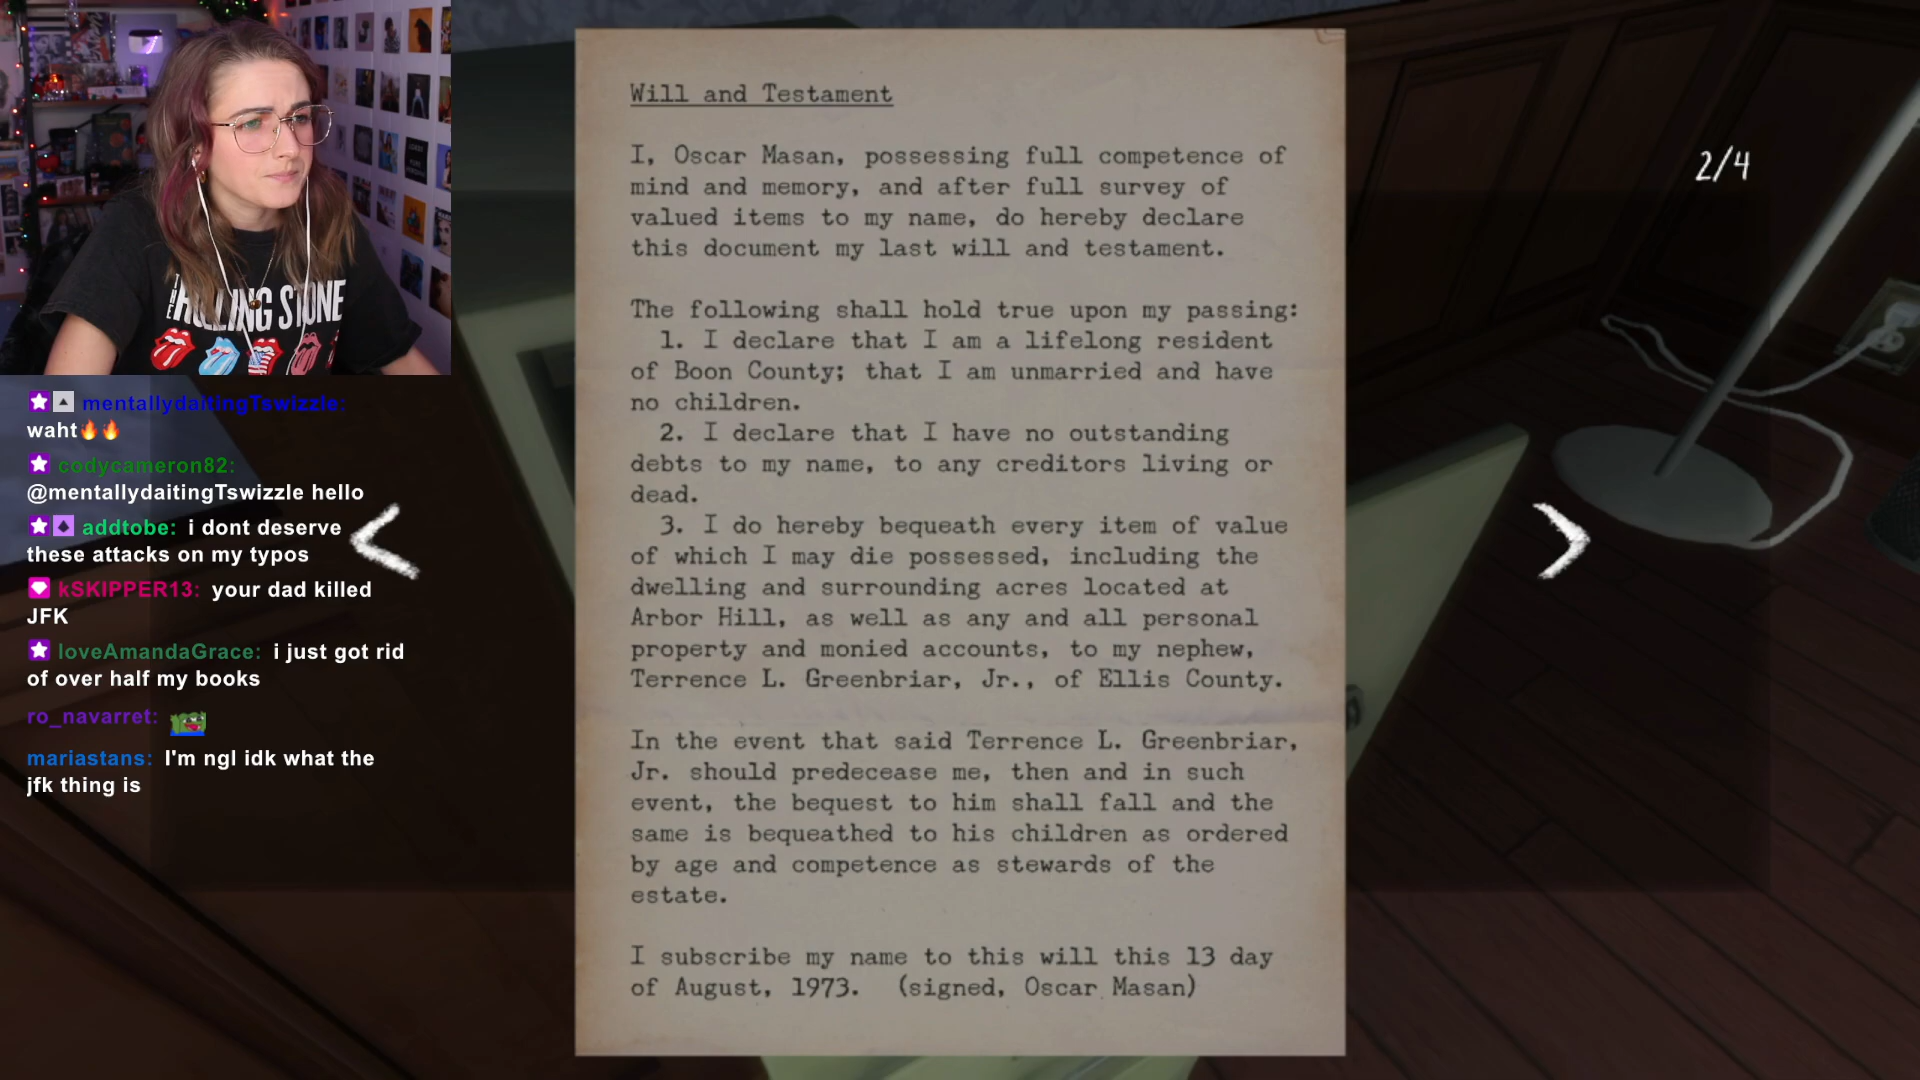 THE
ROLLING STONE
mentallydaitingTswizzle:
waht🔥🔥
codycameron82:
@mentallydaitingTswizzle hello
addtobe: i dont deserve
these attacks on my typos
kSKIPPER13: your dad killed
JFK
loveAmandaGrace: i just got rid
of over half my books
ro_navarret:
mariastans: I'm ngl idk what the
jfk thing is
Will and Testament
I, Oscar Masan, possessing full competence of
mind and memory, and after full survey of
valued items to my name, do hereby declare
this document my last will and testament.
The following shall hold true upon my passing:
1. I declare that I am a lifelong resident
of Boon County; that I am unmarried and have
no children.
2. I declare that I have no outstanding
debts to my name, to any creditors living or
dead.
3. I do hereby bequeath every item of value
of which I may die possessed, including the
dwelling and surrounding acres located at
Arbor Hill, as well as any and all personal
property and monied accounts, to my nephew,
Terrence L. Greenbriar, Jr., of Ellis County.
In the event that said Terrence L. Greenbriar,
Jr. should predecease me, then and in such
event, the bequest to him shall fall and the
same is bequeathed to his children as ordered
by age and competence as stewards of the
estate.
I subscribe my name to this will this 13 day
of August, 1973. (signed, Oscar Masan)
2/4